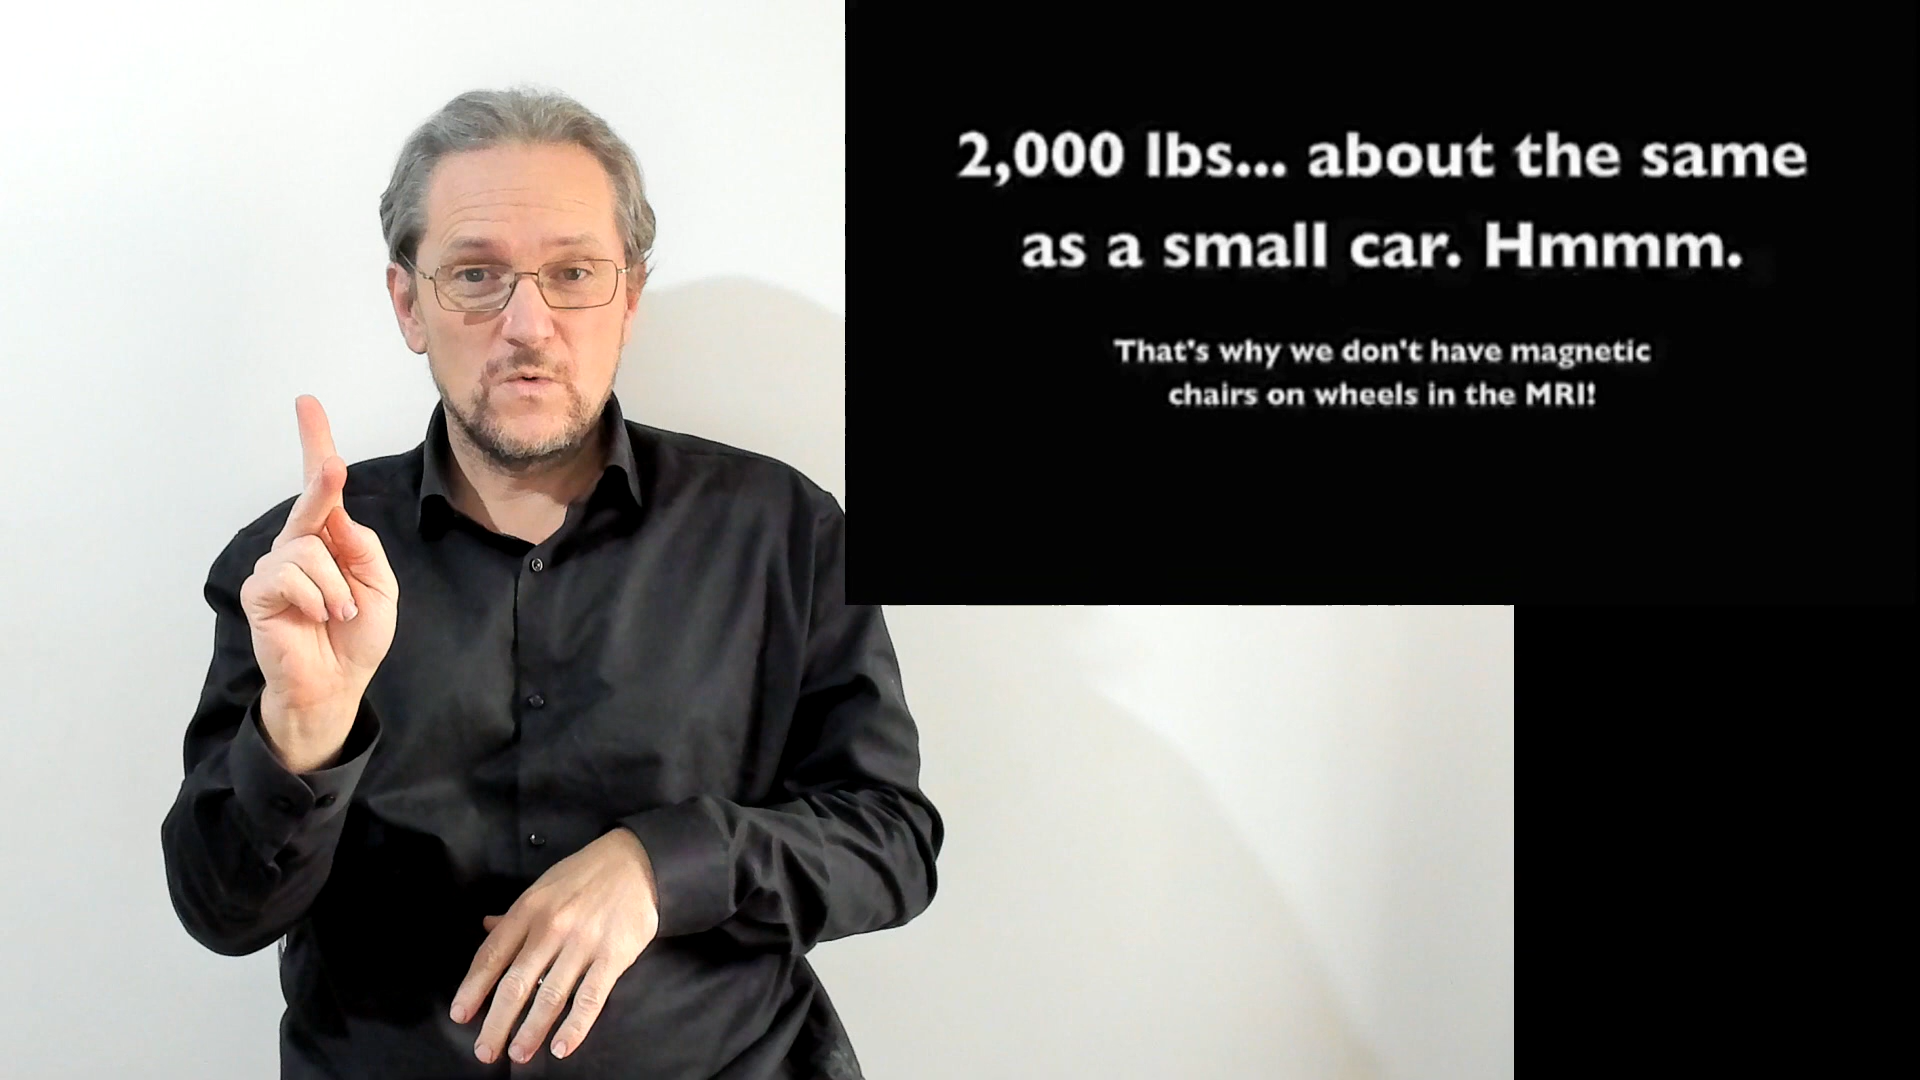 2,000 lbs... about the same
as a small car. Hmmm.
That's why we don't have magnetic
chairs on wheels in the MRI!